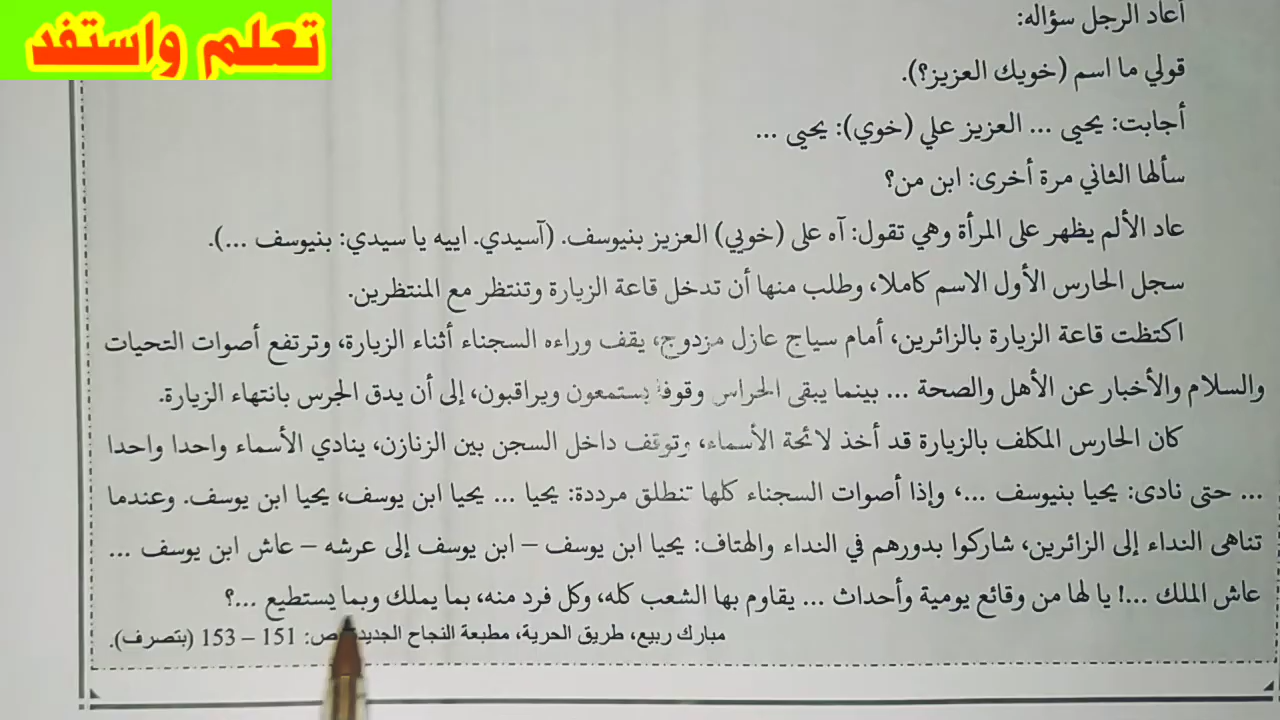 تعلم واستفد
أعاد الرجل سؤاله:
قولي ما اسم (خويك العزيز؟).
أجابت: يحيى ... العزيز علي (خوي): يحيى ...
سألها الثاني مرة أخرى: ابن من؟
عاد الألم يظهر على المرأة وهي تقول: آه على (خويي) العزيز بنيوسف. (آسيدي. اييه يا سيدي: بنيوسف ...).
سجل الحارس الأول الاسم كاملا، وطلب منها أن تدخل قاعة الزيارة وتنتظر مع المنتظرين.
اكتظت قاعة الزيارة بالزائرين، أمام سياج عازل مزدوج، يقف وراءه السجناء أثناء الزيارة، وترتفع أصوات التحيات
والسلام والأخبار عن الأهل والصحة ... بينما يبقى الحراس وقوفا يستمعون ويراقبون، إلى أن يدق الجرس بانتهاء الزيارة.
كان الحارس المكلف بالزيارة قد أخذ لائحة الأسماء، وتوقف داخل السجن بين الزنازن، ينادي الأسماء واحدا واحدا
... حتى نادى: يحيا بنيوسف ...، وإذا أصوات السجناء كلها تنطلق مرددة: يحيا ... يحيا ابن يوسف، يحيا ابن يوسف. وعندما
تناهى النداء إلى الزائرين، شاركوا بدورهم في النداء والهتاف: يحيا ابن يوسف – ابن يوسف إلى عرشه – عاش ابن يوسف ...
عاش الملك ...! يا لها من وقائع يومية وأحداث ... يقاوم بها الشعب كله، وكل فرد منه، بما يملك وبما يستطيع ...؟
مبارك ربيع، طريق الحرية، مطبعة النجاح الجديدة ص: 151 – 153 (بتصرف).